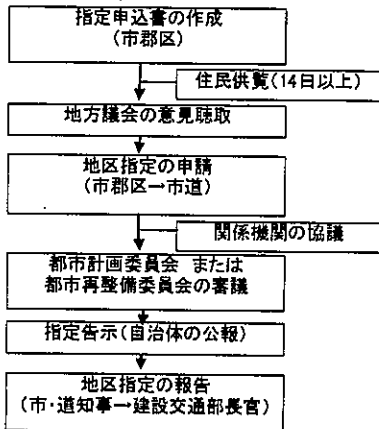 指定申込書の作成
(市郡区)
住民供覧(14日以上)
地方議会の意見聴取
地区指定の申請
(市郡区→市道)
関係機関の協議
都市計画委員会 または
都市再整備委員会の審議
指定告示(自治体の公報)
地区指定の報告
(市・道知事→建設交通部長官)